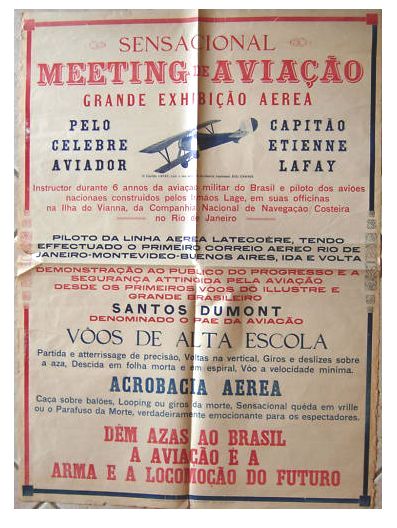 SENSACIONAL
MEETING DE AVIAÇÃO
GRANDE EXHIBIÇÃO AEREA
PELO
CELEBRE
AVIADOR
CAPITÃO
ETIENNE
LAFAY
Instructor durante 6 annos da aviação militar do Brasil e piloto dos aviões
nacionaes construidos pelos Irmãos Lage, em suas officinas
na Ilha do Vianna, da Companhia Nacional de Navegação Costeira
no Rio de Janeiro
PILOTO DA LINHA AEREA LATECOÈRE, TENDO
EFFECTUADO O PRIMEIRO CORREIO AEREO RIO DE
JANEIRO-MONTEVIDEO-BUENOS AIRES, IDA E VOLTA
DEMONSTRAÇÃO AO PUBLICO DO PROGRESSO E A
SEGURANÇA ATTINGIDA PELA AVIAÇÃO
DESDE OS PRIMEIROS VÔOS DO ILLUSTRE E
GRANDE BRASILEIRO
SANTOS DUMONT
DENOMINADO O PAE DA AVIAÇÃO
VÔOS DE ALTA ESCOLA
Partida e atterrissage de precisão, Voltas na vertical, Giros e deslizes sobre
a aza, Descida em folha morta e em espiral, Vôo a velocidade minima.
ACROBACIA AEREA
Caça sobre balões, Looping ou giros da morte, Sensacional quéda em vrille
ou o Parafuso da Morte, verdadeiramente emocionante para os espectadores.
DÊM AZAS AO BRASIL
A AVIAÇÃO É A
ARMA E A LOCOMOÇÃO DO FUTURO